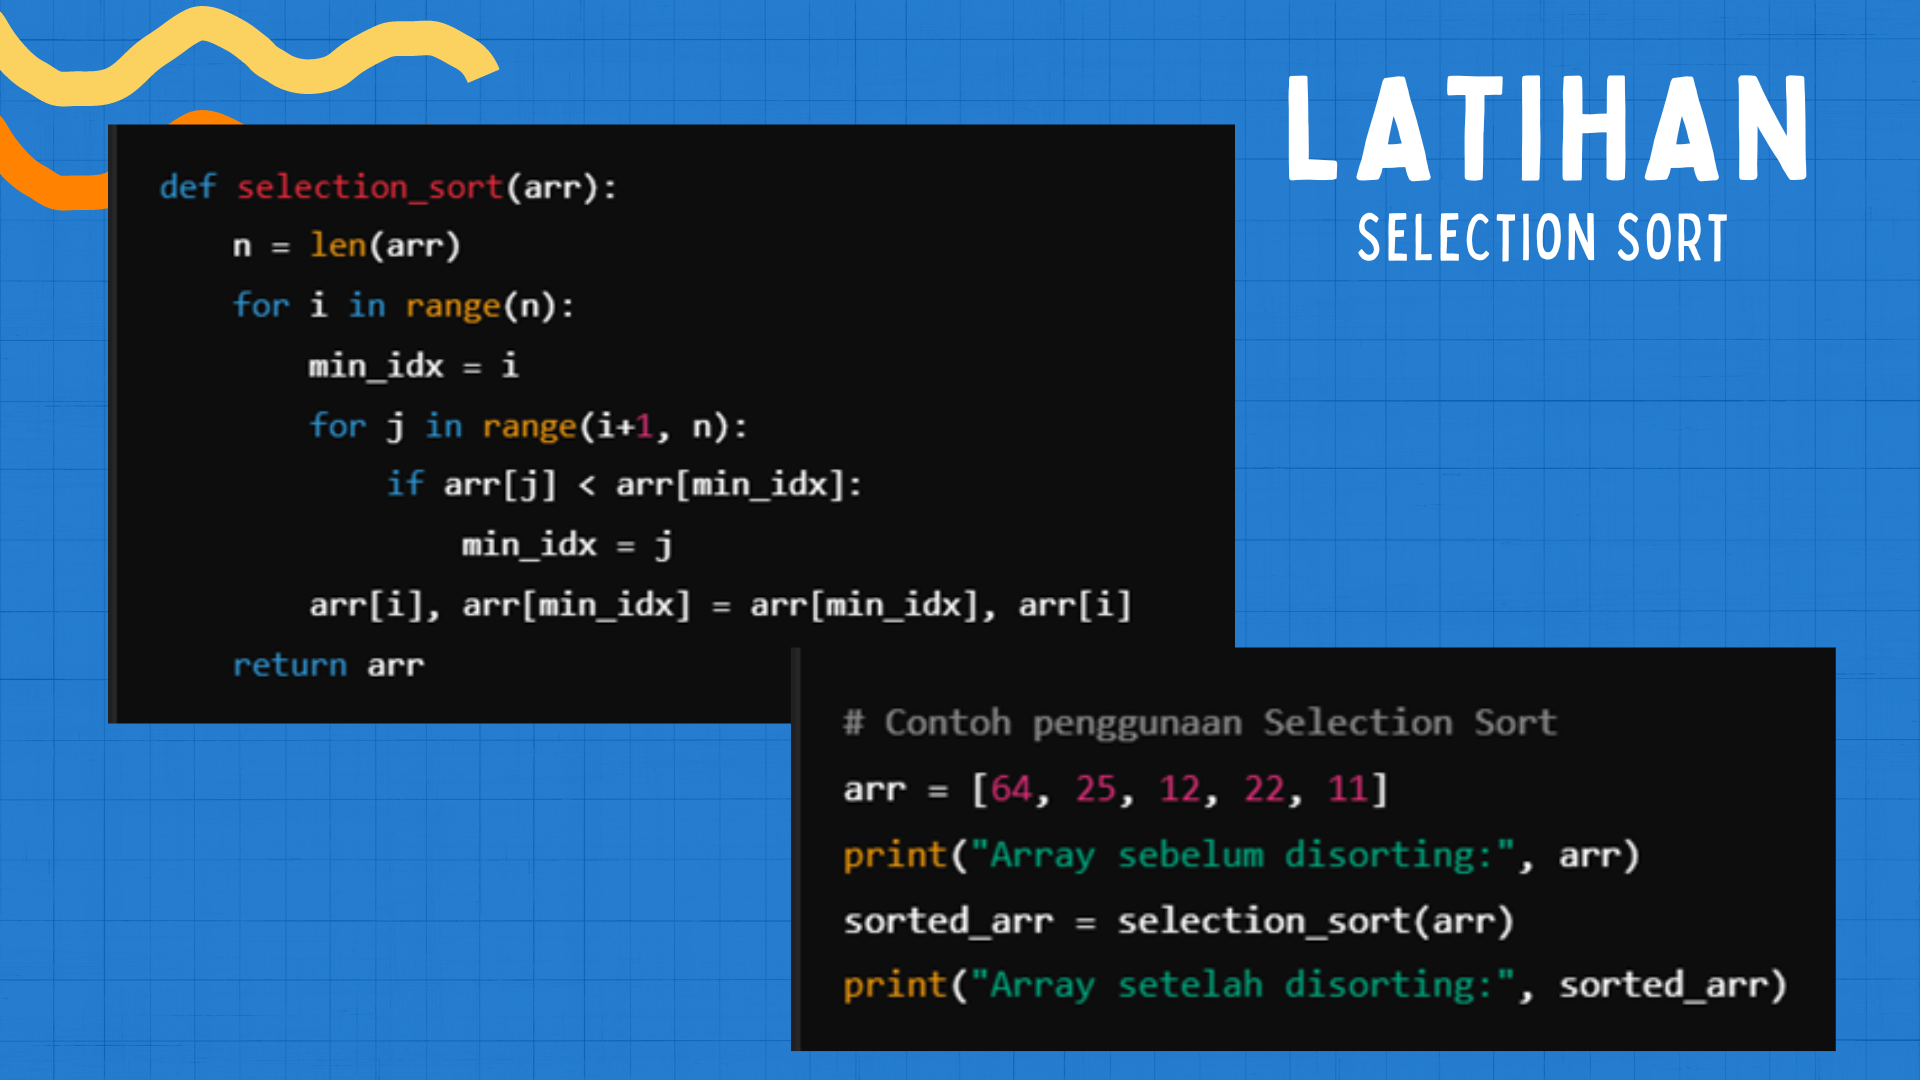 LATIHAN
SELECTION SORT
def selection_sort(arr):
    n = len(arr)
    for i in range(n):
        min_idx = i
        for j in range(i+1, n):
            if arr[j] < arr[min_idx]:
                min_idx = j
        arr[i], arr[min_idx] = arr[min_idx], arr[i]
    return arr
# Contoh penggunaan Selection Sort
arr = [64, 25, 12, 22, 11]
print("Array sebelum disorting:", arr)
sorted_arr = selection_sort(arr)
print("Array setelah disorting:", sorted_arr)